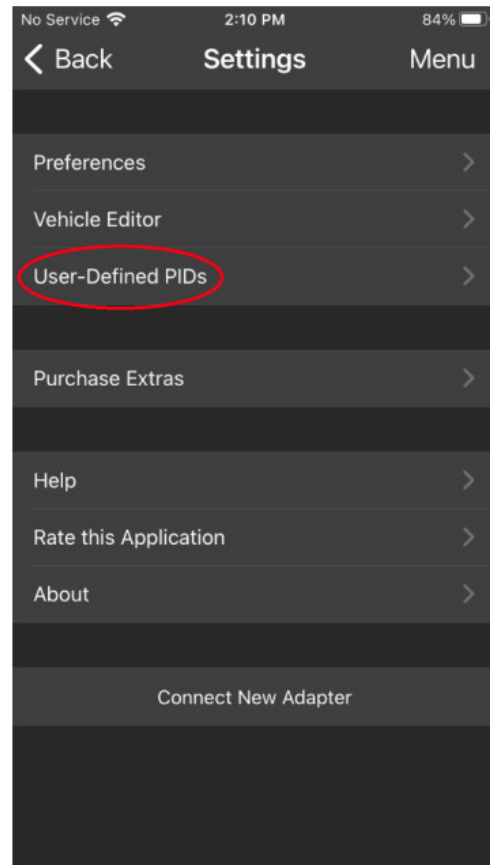 No Service 2:10 PM 84%
Back Settings Menu
Preferences
Vehicle Editor
User-Defined PIDs
Purchase Extras
Help
Rate this Application
About
Connect New Adapter